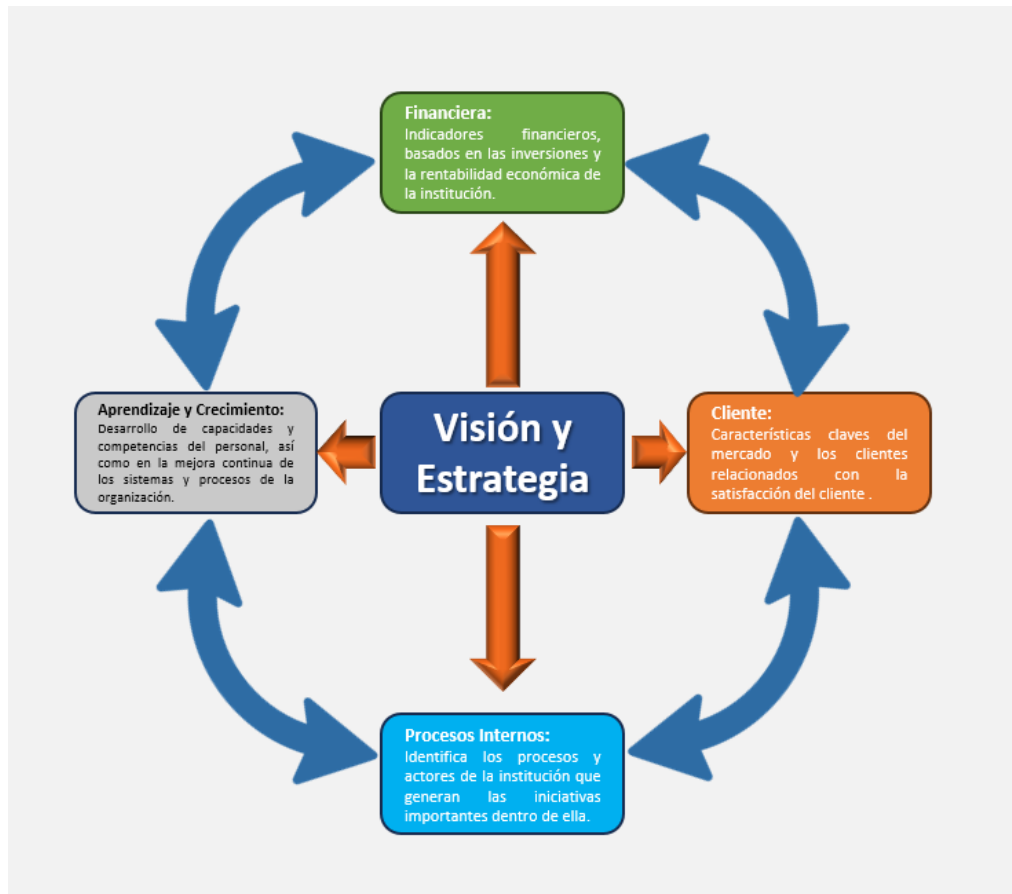 Financiera:
Indicadores financieros,
basados en las inversiones y
la rentabilidad económica de
la institución.
Aprendizaje y Crecimiento:
Desarrollo de capacidades y
competencias del personal, así
como en la mejora continua de
los sistemas y procesos de la
organización.
Visión y
Estrategia
Cliente:
Características claves del
mercado y los clientes
relacionados con la
satisfacción del cliente .
Procesos Internos:
Identifica los procesos y
actores de la institución que
generan las iniciativas
importantes dentro de ella.